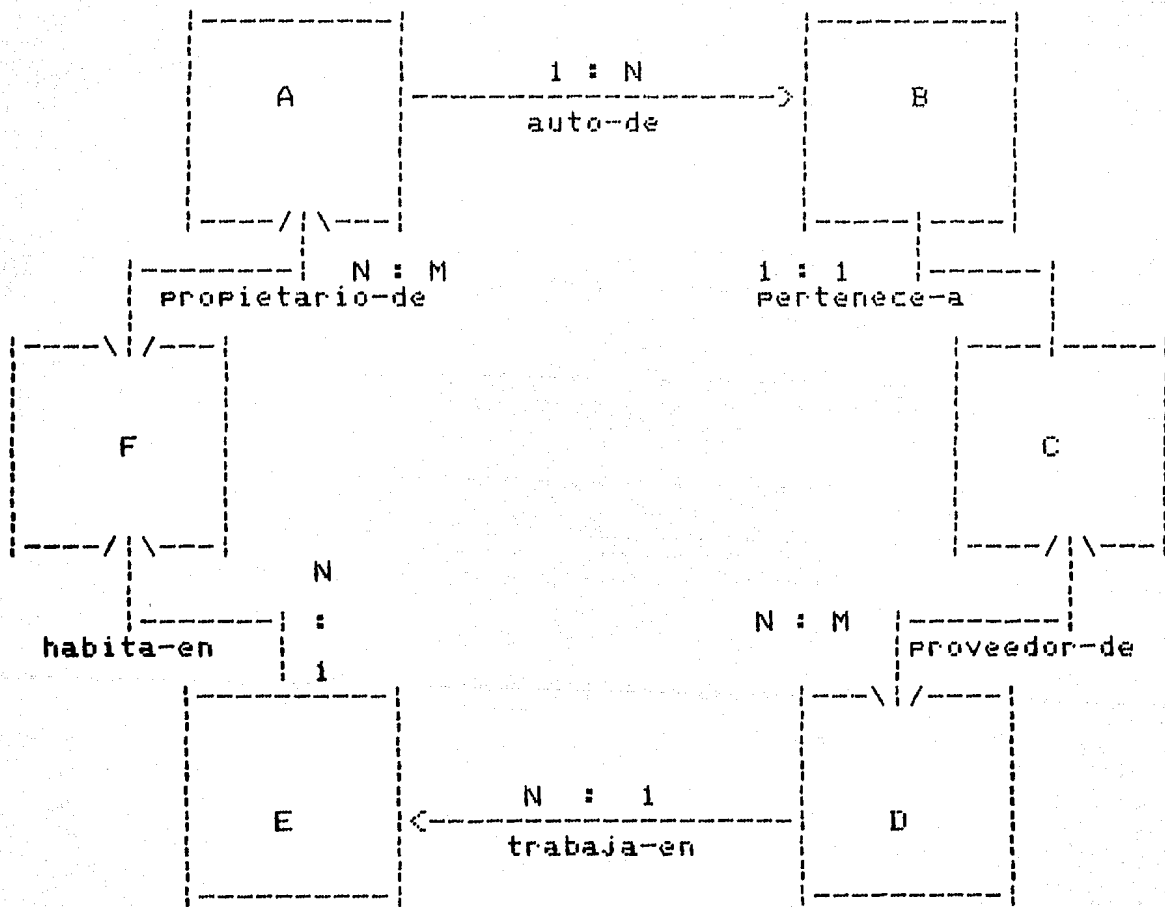 1 : N
A
B
auto-de
N : M
1 : 1
propietario-de
pertenece-a
F
C
N
:
1
N : M
habita-en
proveedor-de
N : 1
E
D
trabaja-en